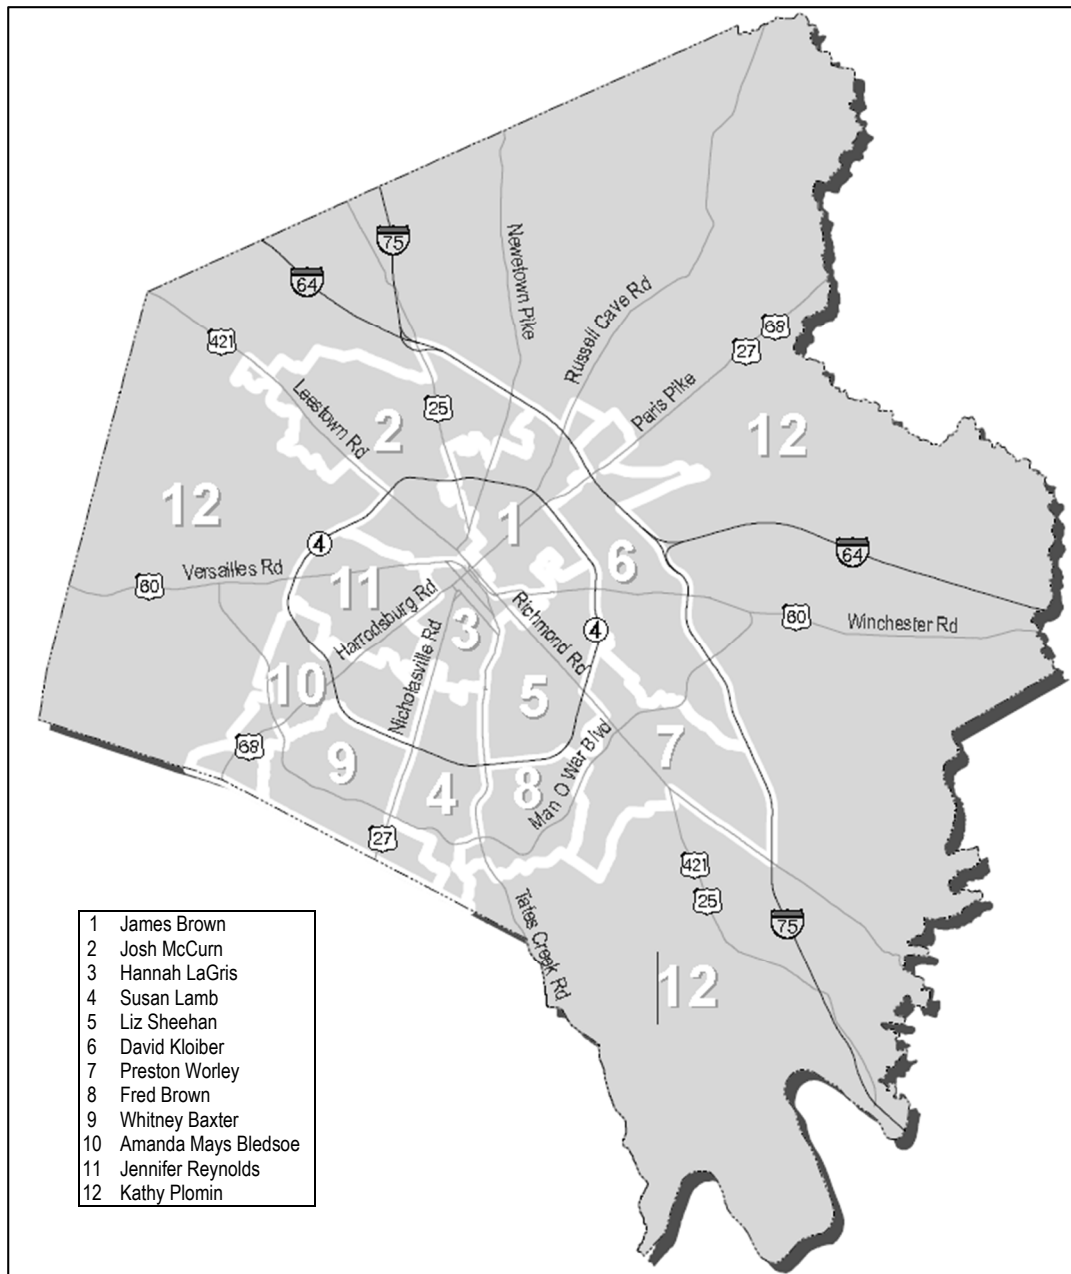 75
64
Newetown Pike
Russell Cave Rd
421
68
27
Leestown Rd
25
Paris Pike
2
12
12
1
4
64
6
Versailles Rd
60
11
Harrodsburg Rd
Richmond Rd
60
Winchester Rd
3
4
Nicholasville Rd
10
5
68
7
9
Man O War Blvd
4
8
27
421
25
Tates Creek Rd
75
12
1 James Brown
2 Josh McCurn
3 Hannah LaGris
4 Susan Lamb
5 Liz Sheehan
6 David Kloiber
7 Preston Worley
8 Fred Brown
9 Whitney Baxter
10 Amanda Mays Bledsoe
11 Jennifer Reynolds
12 Kathy Plomin